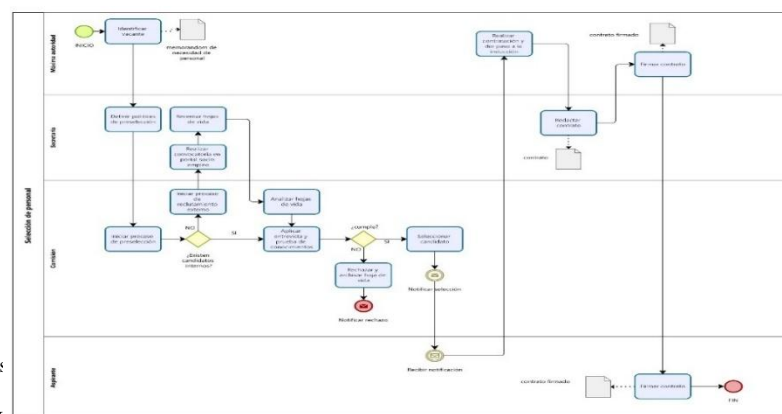 Selección de personal
Máxima autoridad
INICIO
Identificar
vacante
memorandom de
necesidad de
personal
Realizar
contratación y
dar paso a la
inducción
contrato firmado
Firmar contrato
Secretaria
Definir políticas
de preselección
Receptar hojas
de vida
Realizar
convocatoria en
portal socio
empleo
Redactar
contrato
contrato
Comisión
Iniciar proceso
de
reclutamiento
externo
Analizar hojas
de vida
Iniciar proceso
de preselección
NO
SI
¿Existen
candidatos
internos?
Aplicar
entrevista y
prueba de
conocimientos
¿cumple?
NO
SI
Seleccionar
candidato
Rechazar y
archivar hoja de
vida
Notificar selección
Notificar rechazo
Aspirante
Recibir notificación
contrato firmado
Firmar contrato
FIN